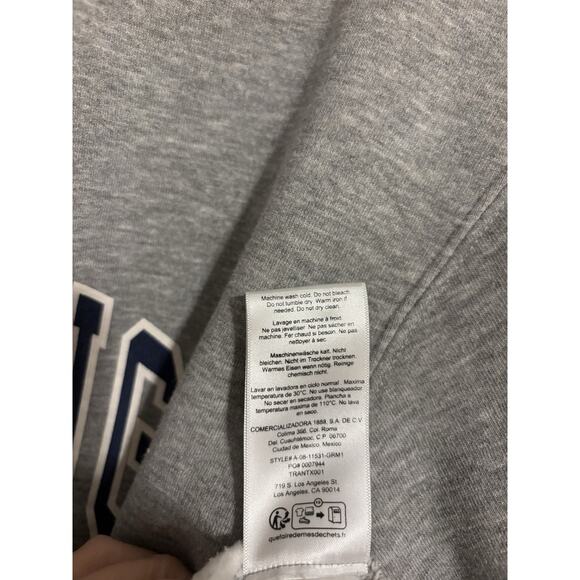 Machine wash cold. Do not bleach.
Do not tumble dry. Warm iron if
needed. Do not dry clean.
Lavage en machine à froid.
Ne pas javelliser. Ne pas sécher en
machine. Fer chaud si besoin. Ne pas
nettoyer à sec
Maschinenwäsche kalt. Nicht
bleichen. Nicht im Trockner trocknen.
Warmes Eisen wenn nötig. Reinige
chemisch nicht.
Lavar en lavadora en ciclo normal. Maxima
temperatura de 30°C. No use blanqueador
No secar en secadora. Plancha a
temperatura maxima de 110°C. No lava
en seco.
COMERCIALIZADORA 1888, S.A. DE C.V
Colima 366. Col. Roma
Del. Cuauhtémoc, C.P 06700
Ciudad de Mexico, Mexico
STYLE# A-08-11531-GRM1
PO# 0007944
TRANTX001
719 S. Los Angeles St.
Los Angeles, CA 90014
FR
quefairedemesdechets.fr